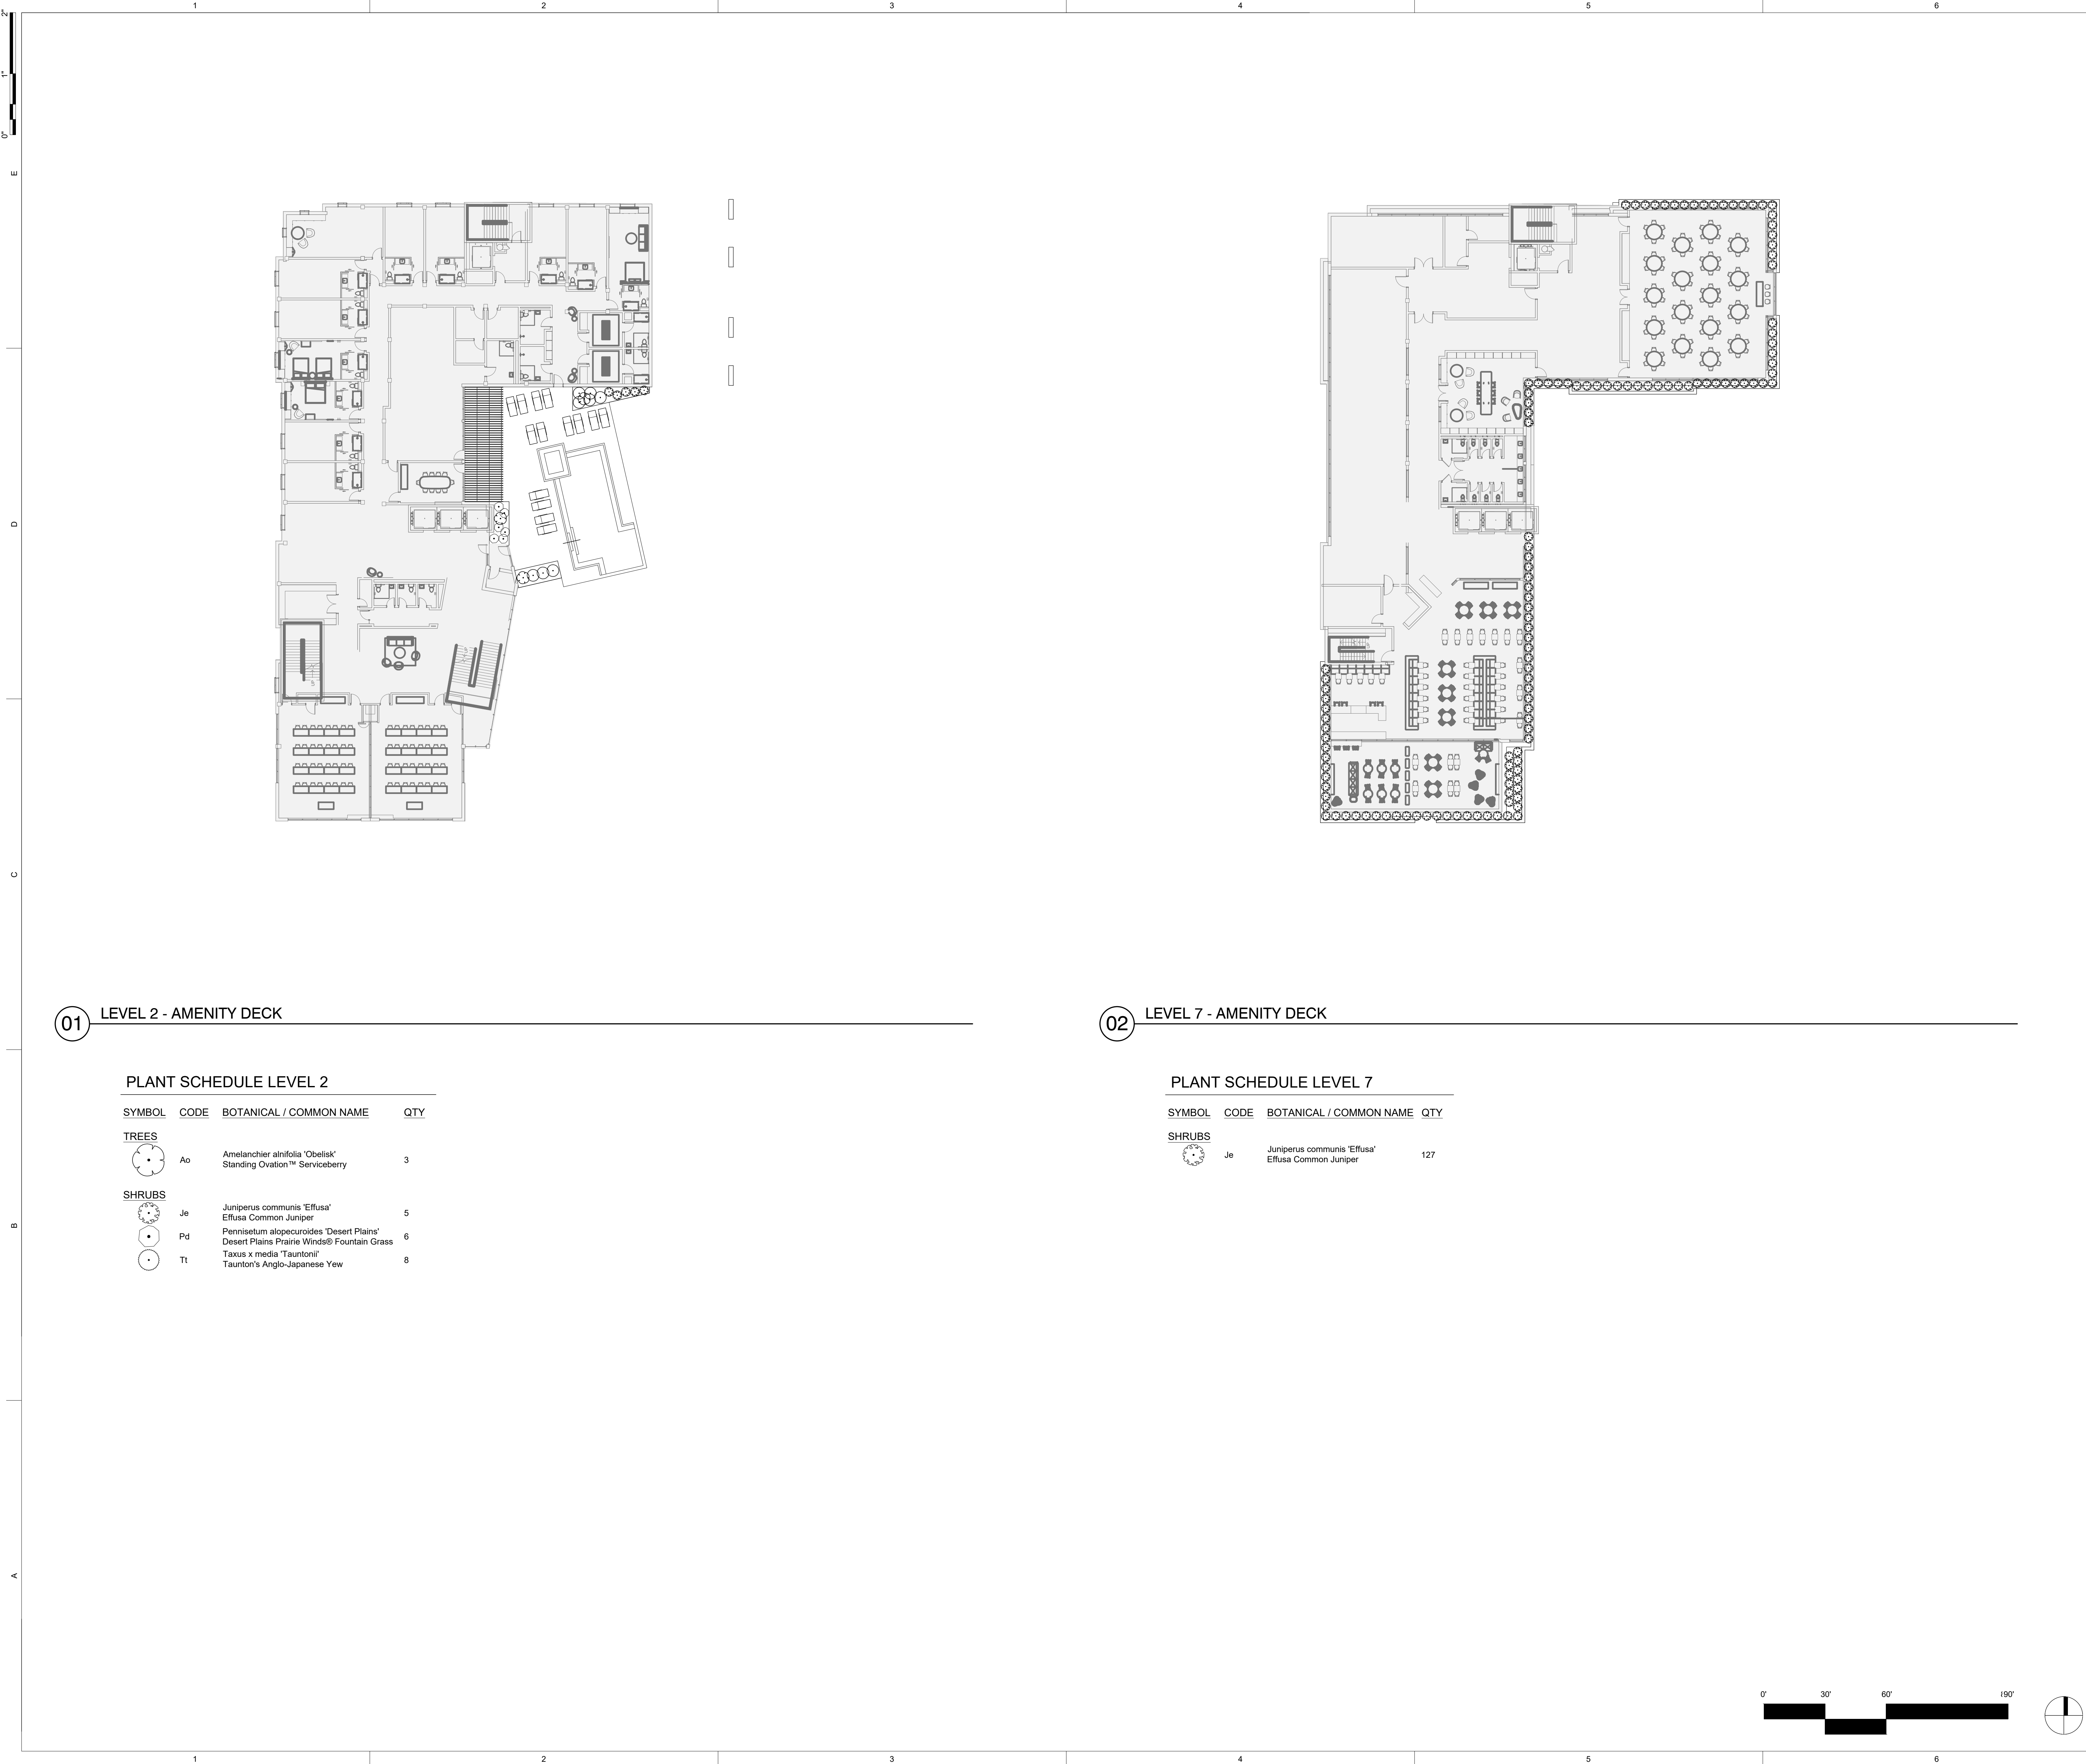 1 2 3 4 5 6
2"
1"
0"
E
D
C
B
A
01 LEVEL 2 - AMENITY DECK
PLANT SCHEDULE LEVEL 2
SYMBOL CODE BOTANICAL / COMMON NAME QTY
TREES
Ao Amelanchier alnifolia 'Obelisk' 3
Standing Ovation™ Serviceberry
SHRUBS
Je Juniperus communis 'Effusa' 5
Effusa Common Juniper
Pd Pennisetum alopecuroides 'Desert Plains' 6
Desert Plains Prairie Winds® Fountain Grass
Tt Taxus x media 'Tauntonii' 8
Taunton's Anglo-Japanese Yew
02 LEVEL 7 - AMENITY DECK
PLANT SCHEDULE LEVEL 7
SYMBOL CODE BOTANICAL / COMMON NAME QTY
SHRUBS
Je Juniperus communis 'Effusa' 127
Effusa Common Juniper
0' 30' 60' 90'
1 2 3 4 5 6